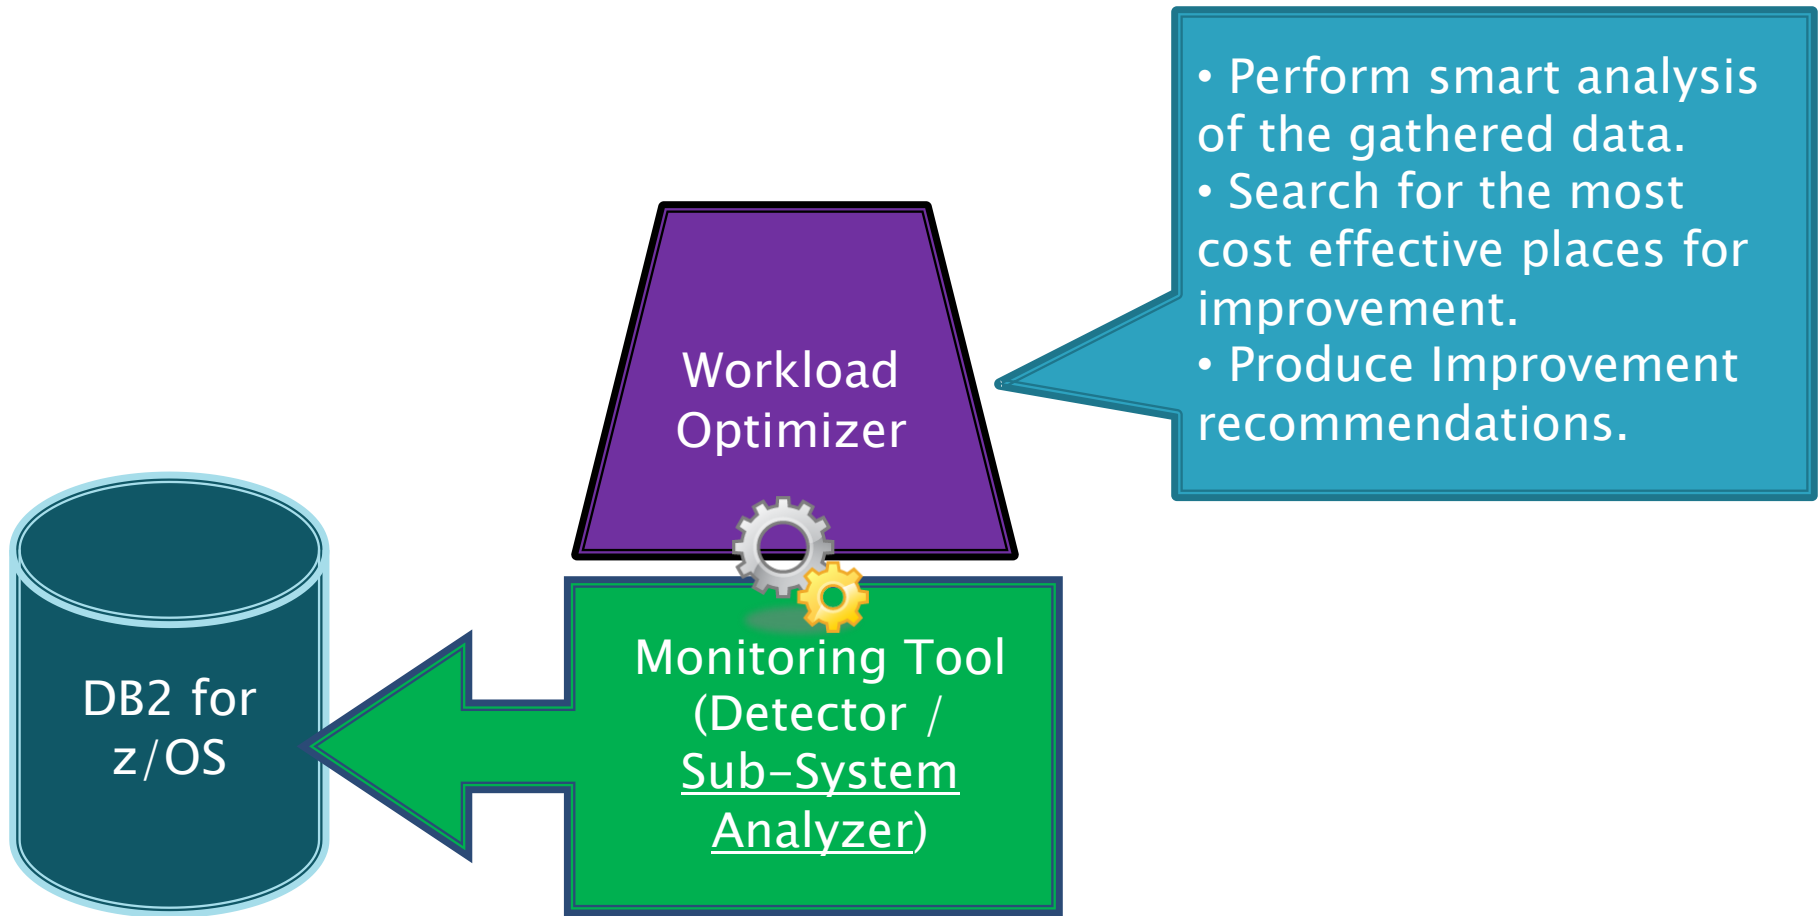 • Perform smart analysis
of the gathered data.
• Search for the most
cost effective places for
improvement.
• Produce Improvement
recommendations.
Workload
Optimizer
Monitoring Tool
(Detector /
Sub-System
Analyzer)
DB2 for
z/OS